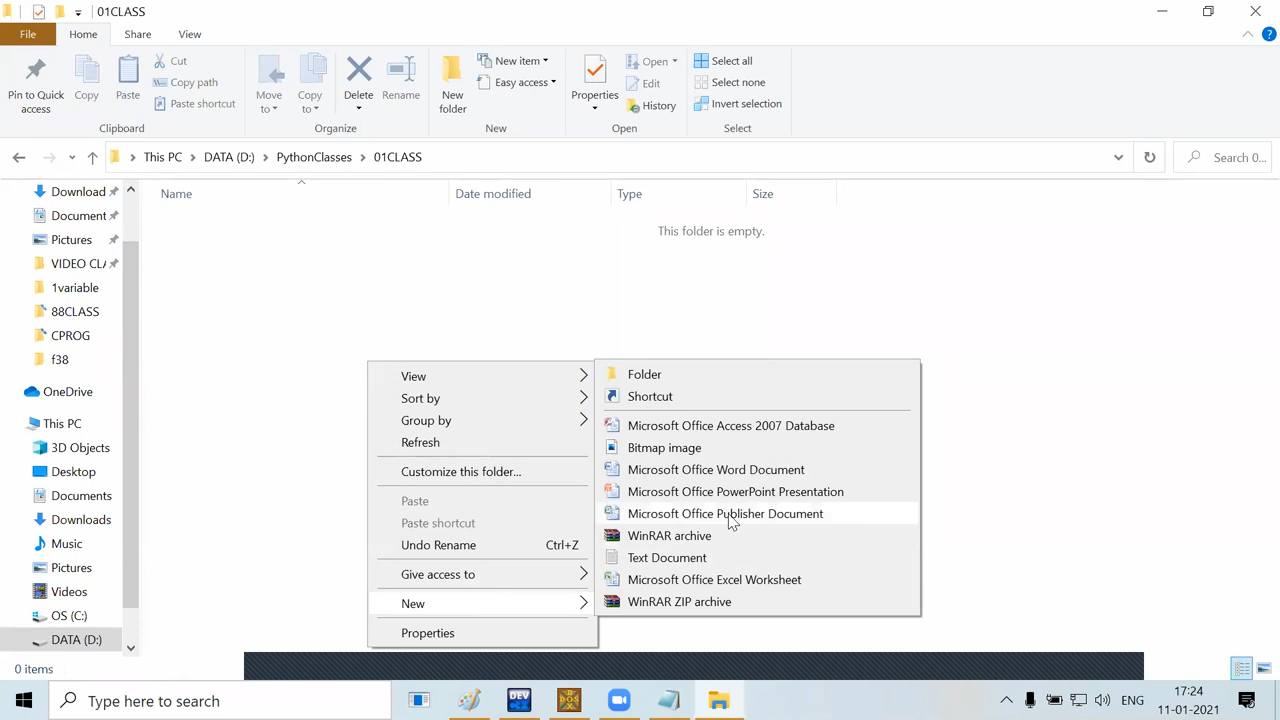 01CLASS
File
Home
Share
View
Pin to Quick access
Copy
Paste
Cut
Copy path
Paste shortcut
Clipboard
Move to
Copy to
Delete
Rename
Organize
New folder
New item
Easy access
New
Properties
Open
Edit
History
Open
Select all
Select none
Invert selection
Select
This PC
DATA (D:)
PythonClasses
01CLASS
Search 0...
Download
Document
Pictures
VIDEO CLA
1variable
88CLASS
CPROG
f38
OneDrive
This PC
3D Objects
Desktop
Documents
Downloads
Music
Pictures
Videos
OS (C:)
DATA (D:)
Name
Date modified
Type
Size
This folder is empty.
View
Sort by
Group by
Refresh
Customize this folder...
Paste
Paste shortcut
Undo Rename Ctrl+Z
Give access to
New
Properties
Folder
Shortcut
Microsoft Office Access 2007 Database
Bitmap image
Microsoft Office Word Document
Microsoft Office PowerPoint Presentation
Microsoft Office Publisher Document
WinRAR archive
Text Document
Microsoft Office Excel Worksheet
WinRAR ZIP archive
0 items
Type here to search
DEV
ENG
17:24
11-01-2021